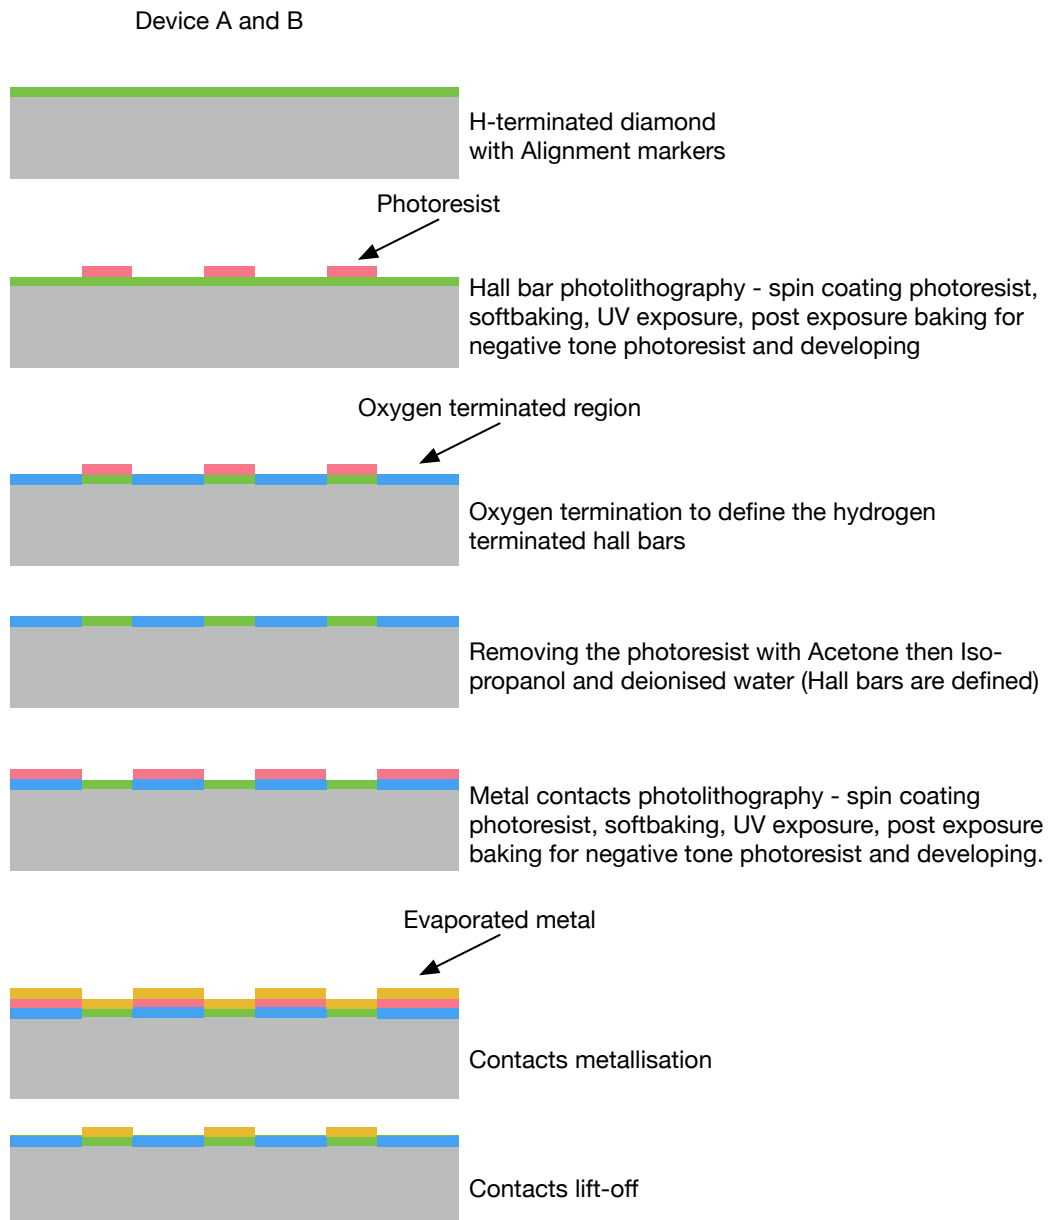 Device A and B
H-terminated diamond
with Alignment markers
Photoresist
Hall bar photolithography - spin coating photoresist,
softbaking, UV exposure, post exposure baking for
negative tone photoresist and developing
Oxygen terminated region
Oxygen termination to define the hydrogen
terminated hall bars
Removing the photoresist with Acetone then Iso-
propanol and deionised water (Hall bars are defined)
Metal contacts photolithography - spin coating
photoresist, softbaking, UV exposure, post exposure
baking for negative tone photoresist and developing.
Evaporated metal
Contacts metallisation
Contacts lift-off